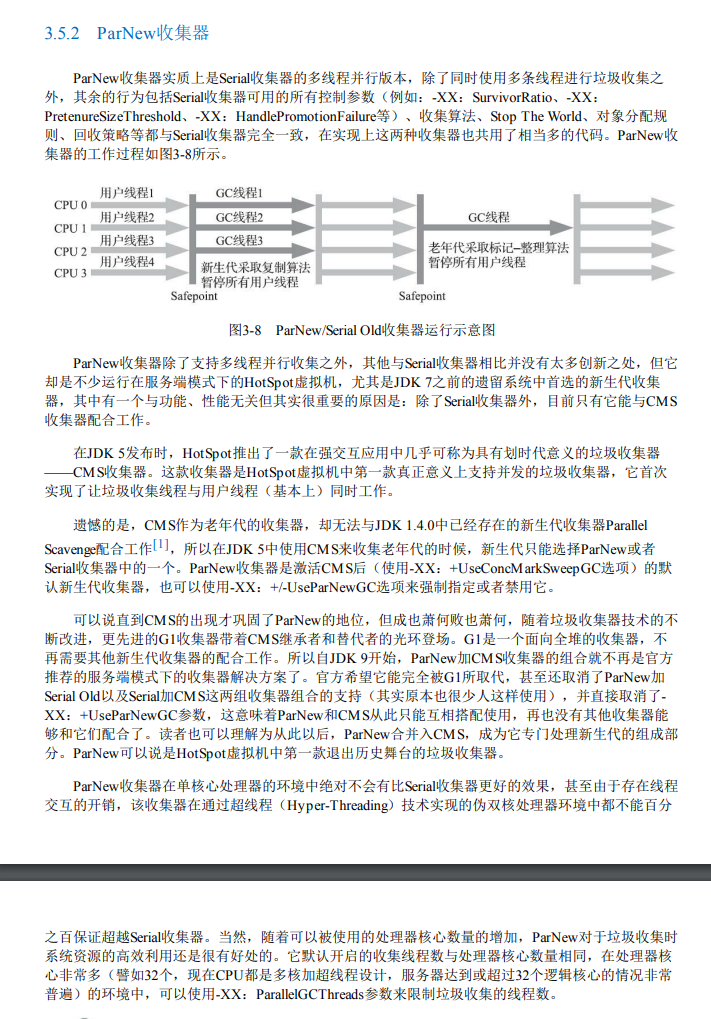 3.5.2 ParNew收集器
ParNew收集器实质上是Serial收集器的多线程并行版本，除了同时使用多条线程进行垃圾收集之
外，其余的行为包括Serial收集器可用的所有控制参数（例如：-XX：SurvivorRatio、-XX：
PretenureSizeThreshold、-XX：HandlePromotionFailure等）、收集算法、Stop The World、对象分配规
则、回收策略等都与Serial收集器完全一致，在实现上这两种收集器也共用了相当多的代码。ParNew收
集器的工作过程如图3-8所示。
CPU 0
CPU 1
CPU 2
CPU 3
用户线程1
用户线程2
用户线程3
用户线程4
GC线程1
GC线程2
GC线程3
新生代采取复制算法
暂停所有用户线程
Safepoint
GC线程
老年代采取标记–整理算法
暂停所有用户线程
Safepoint
图3-8 ParNew/Serial Old收集器运行示意图
ParNew收集器除了支持多线程并行收集之外，其他与Serial收集器相比并没有太多创新之处，但它
却是不少运行在服务端模式下的HotSpot虚拟机，尤其是JDK 7之前的遗留系统中首选的新生代收集
器，其中有一个与功能、性能无关但其实很重要的原因是：除了Serial收集器外，目前只有它能与CMS
收集器配合工作。
在JDK 5发布时，HotSpot推出了一款在强交互应用中几乎可称为具有划时代意义的垃圾收集器
——CMS收集器。这款收集器是HotSpot虚拟机中第一款真正意义上支持并发的垃圾收集器，它首次
实现了让垃圾收集线程与用户线程（基本上）同时工作。
遗憾的是，CMS作为老年代的收集器，却无法与JDK 1.4.0中已经存在的新生代收集器Parallel
Scavenge配合工作[1]，所以在JDK 5中使用CMS来收集老年代的时候，新生代只能选择ParNew或者
Serial收集器中的一个。ParNew收集器是激活CMS后（使用-XX：+UseConcMarkSweepGC选项）的默
认新生代收集器，也可以使用-XX：+/-UseParNewGC选项来强制指定或者禁用它。
可以说直到CMS的出现才巩固了ParNew的地位，但成也萧何败也萧何，随着垃圾收集器技术的不
断改进，更先进的G1收集器带着CMS继承者和替代者的光环登场。G1是一个面向全堆的收集器，不
再需要其他新生代收集器的配合工作。所以自JDK 9开始，ParNew加CMS收集器的组合就不再是官方
推荐的服务端模式下的收集器解决方案了。官方希望它能完全被G1所取代，甚至还取消了ParNew加
Serial Old以及Serial加CMS这两组收集器组合的支持（其实原本也很少人这样使用），并直接取消了-
XX：+UseParNewGC参数，这意味着ParNew和CMS从此只能互相搭配使用，再也没有其他收集器能
够和它们配合了。读者也可以理解为从此以后，ParNew合并入CMS，成为它专门处理新生代的组成部
分。ParNew可以说是HotSpot虚拟机中第一款退出历史舞台的垃圾收集器。
ParNew收集器在单核心处理器的环境中绝对不会有比Serial收集器更好的效果，甚至由于存在线程
交互的开销，该收集器在通过超线程（Hyper-Threading）技术实现的伪双核处理器环境中都不能百分
之百保证超越Serial收集器。当然，随着可以被使用的处理器核心数量的增加，ParNew对于垃圾收集时
系统资源的高效利用还是很有好处的。它默认开启的收集线程数与处理器核心数量相同，在处理器核
心非常多（譬如32个，现在CPU都是多核加超线程设计，服务器达到或超过32个逻辑核心的情况非常
普遍）的环境中，可以使用-XX：ParallelGCThreads参数来限制垃圾收集的线程数。